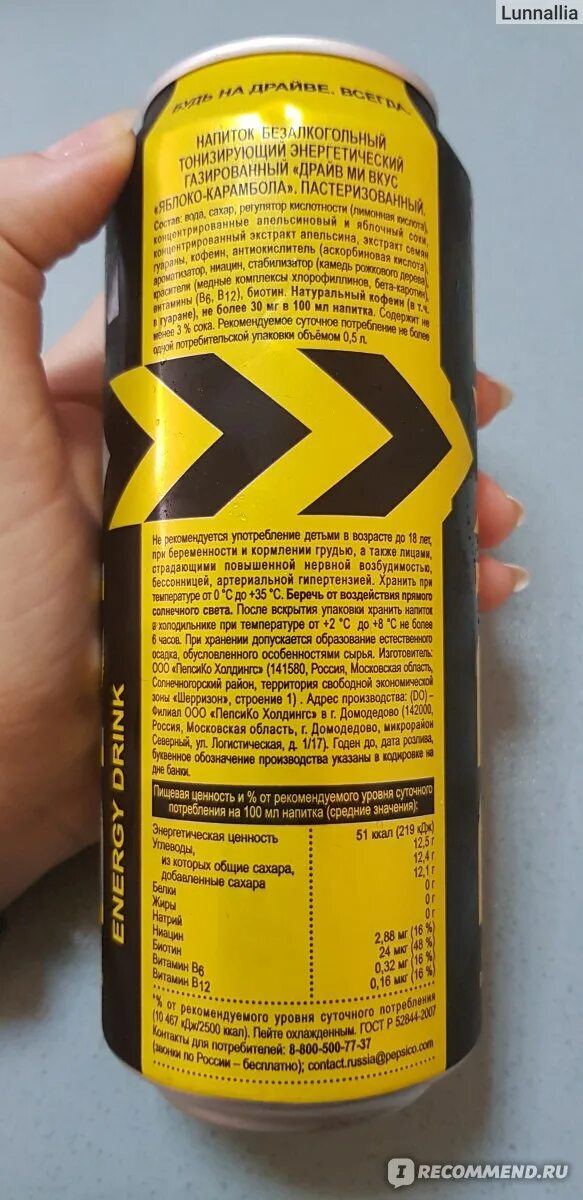 Lunnallia
БУДЬ НА ДРАЙВЕ. ВСЕГДА.
НАПИТОК БЕЗАЛКОГОЛЬНЫЙ
ТОНИЗИРУЮЩИЙ ЭНЕРГЕТИЧЕСКИЙ
ГАЗИРОВАННЫЙ «ДРАЙВ МИ ВКУС
«ЯБЛОКО-КАРАМБОЛА». ПАСТЕРИЗОВАННЫЙ.
Состав: вода, сахар, регулятор кислотности (лимонная кислота),
концентрированные апельсиновый и яблочный соки,
концентрированный экстракт апельсина, экстракт семян
гуараны, кофеин, антиокислитель (аскорбиновая кислота),
ароматизатор, ниацин, стабилизатор (камедь рожкового дерева),
красители (медные комплексы хлорофиллинов, бета-каротин),
витамины (B6, B12), биотин. Натуральный кофеин (в т.ч.
в гуаране), не более 30 мг в 100 мл напитка. Содержит не
менее 3 % сока. Рекомендуемое суточное потребление не более
одной потребительской упаковки объёмом 0,5 л.
Не рекомендуется употребление детьми в возрасте до 18 лет,
при беременности и кормлении грудью, а также лицами,
страдающими повышенной нервной возбудимостью,
бессонницей, артериальной гипертензией. Хранить при
температуре от 0 °C до +35 °C. Беречь от воздействия прямого
солнечного света. После вскрытия упаковки хранить напиток
в холодильнике при температуре от +2 °C до +8 °C не более
6 часов. При хранении допускается образование естественного
осадка, обусловленного особенностями сырья. Изготовитель:
ООО «ПепсиКо Холдингс» (141580, Россия, Московская область,
Солнечногорский район, территория свободной экономической
зоны «Шерризон», строение 1) . Адрес производства: (DO) –
Филиал ООО «ПепсиКо Холдингс» в г. Домодедово (142000,
Россия, Московская область, г. Домодедово, микрорайон
Северный, ул. Логистическая, д. 1/17). Годен до, дата розлива,
буквенное обозначение производства указаны в кодировке на
дне банки.
ENERGY DRINK
Пищевая ценность и % от рекомендуемого уровня суточного
потребления на 100 мл напитка (средние значения):
Энергетическая ценность 51 ккал (219 кДж)
Углеводы, 12,5 г
из которых общие сахара, 12,4 г
добавленные сахара 12,1 г
Белки 0 г
Жиры 0 г
Натрий 0 г
Ниацин 2,88 мг (16 %)
Биотин 24 мкг (48 %)
Витамин B6 0,32 мг (16 %)
Витамин B12 0,16 мкг (16 %)
*% от рекомендуемого уровня суточного потребления
(10 467 кДж/2500 ккал). Пейте охлажденным. ГОСТ Р 52844-2007
Контакты для потребителей: 8-800-500-77-37
(звонки по России – бесплатно); contact.russia@pepsico.com
I RECOMMEND.RU